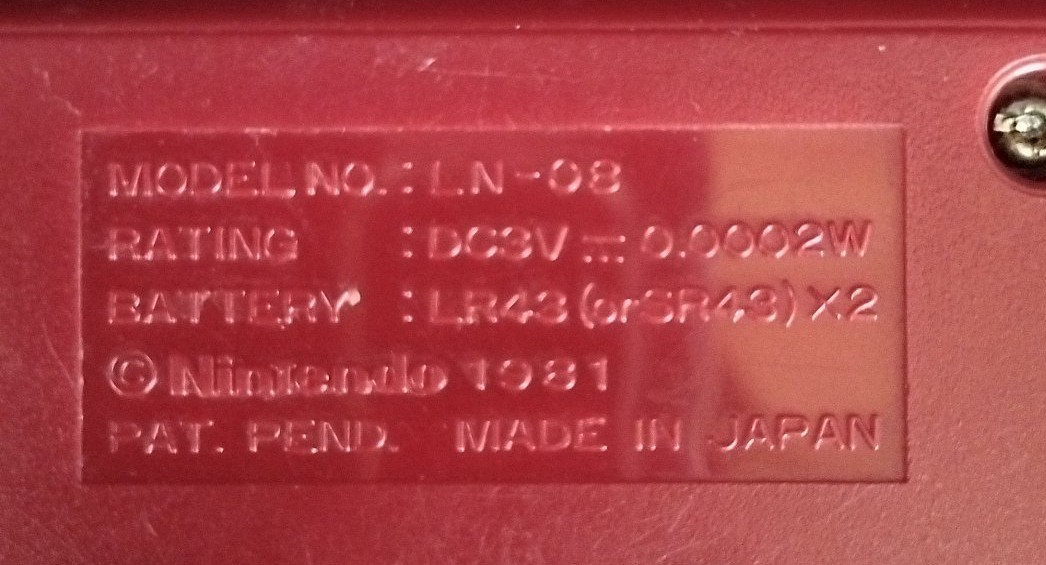 MODEL NO. : LN-08
RATING : DC3V ⎓ 0.0002W
BATTERY : LR43 (or SR43) X2
© Nintendo 1981
PAT. PEND. MADE IN JAPAN